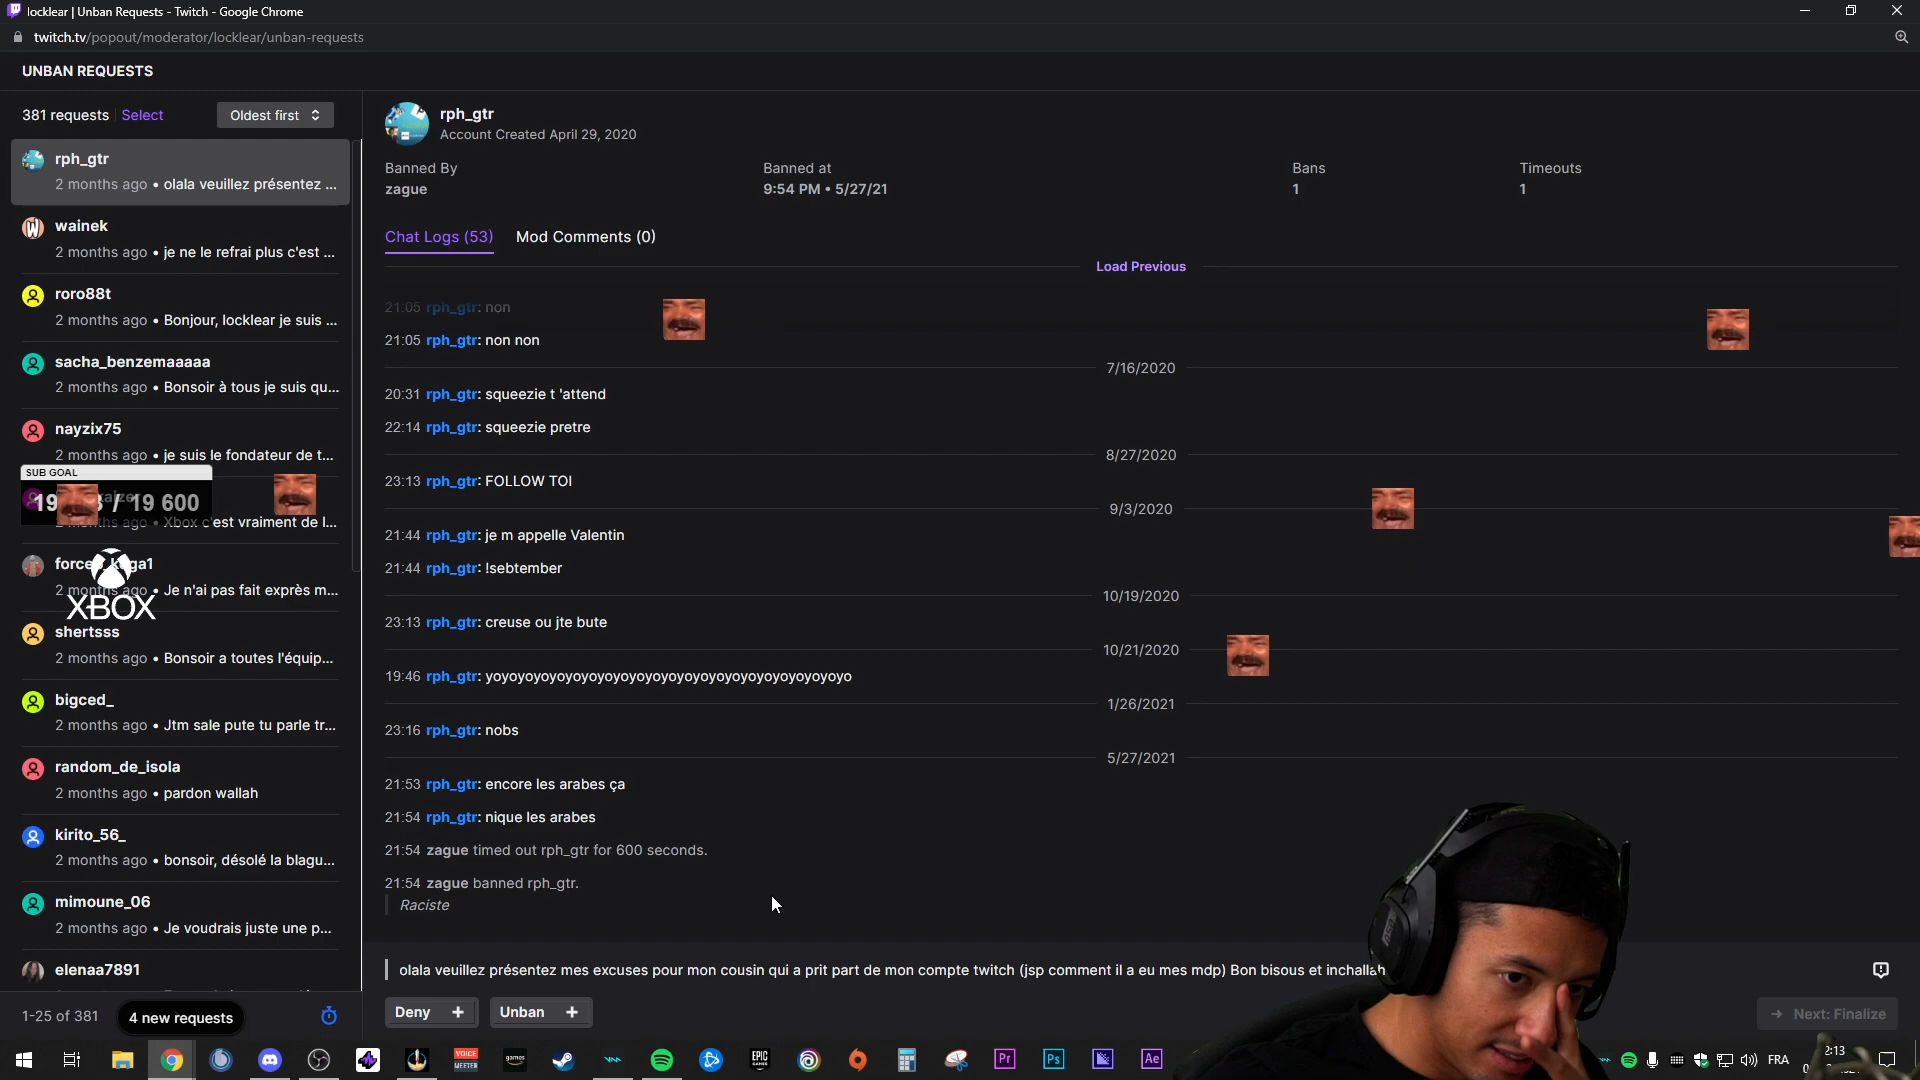 locklear | Unban Requests - Twitch - Google Chrome
twitch.tv/popout/moderator/locklear/unban-requests
UNBAN REQUESTS
381 requests Select Oldest first
rph_gtr
2 months ago • olala veuillez présentez ...
wainek
2 months ago • je ne le refrai plus c'est ...
roro88t
2 months ago • Bonjour, locklear je suis ...
sacha_benzemaaaaa
2 months ago • Bonsoir à tous je suis qu...
nayzix75
2 months ago • je suis le fondateur de t...
SUB GOAL
/ 19 600
Xbox c'est vraiment de l...
2 months ago • Je n'ai pas fait exprès m...
XBOX
shertsss
2 months ago • Bonsoir a toutes l'équip...
bigced_
2 months ago • Jtm sale pute tu parle tr...
random_de_isola
2 months ago • pardon wallah
kirito_56_
2 months ago • bonsoir, désolé la blagu...
mimoune_06
2 months ago • Je voudrais juste une p...
elenaa7891
1-25 of 381
4 new requests
rph_gtr
Account Created April 29, 2020
Banned By Banned at Bans Timeouts
zague 9:54 PM • 5/27/21 1 1
Chat Logs (53) Mod Comments (0)
Load Previous
21:05 rph_gtr: non
21:05 rph_gtr: non non
7/16/2020
20:31 rph_gtr: squeezie t 'attend
22:14 rph_gtr: squeezie pretre
8/27/2020
23:13 rph_gtr: FOLLOW TOI
9/3/2020
21:44 rph_gtr: je m appelle Valentin
21:44 rph_gtr: !sebtember
10/19/2020
23:13 rph_gtr: creuse ou jte bute
10/21/2020
19:46 rph_gtr: yoyoyoyoyoyoyoyoyoyoyoyoyoyoyoyoyoyoyoyoyoyoyoyo
1/26/2021
23:16 rph_gtr: nobs
5/27/2021
21:53 rph_gtr: encore les arabes ça
21:54 rph_gtr: nique les arabes
21:54 zague timed out rph_gtr for 600 seconds.
21:54 zague banned rph_gtr.
Raciste
olala veuillez présentez mes excuses pour mon cousin qui a prit part de mon compte twitch (jsp comment il a eu mes mdp) Bon bisous et inchallah
Deny + Unban +
Next: Finalize
VOICE MEETER
games
EPIC GAMES
Pr
Ps
Ae
FRA
2:13